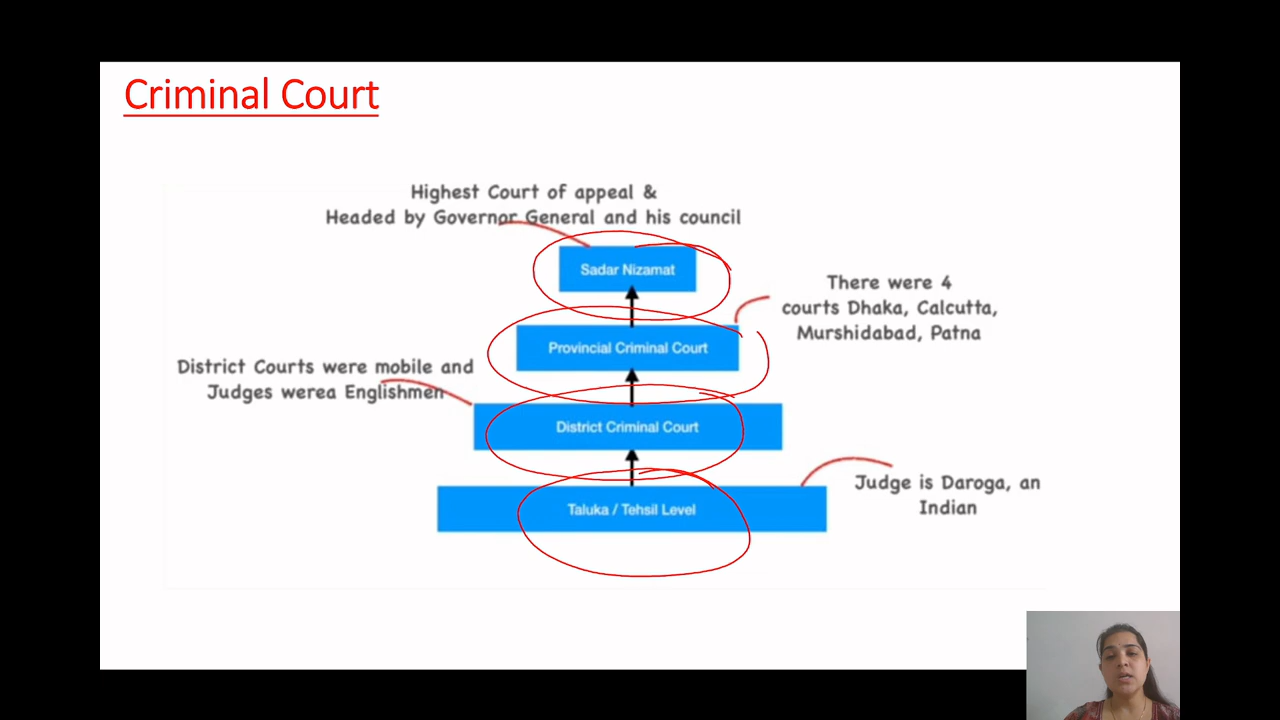 Criminal Court
Highest Court of appeal &
Headed by Governor General and his council
Sadar Nizamat
There were 4
courts Dhaka, Calcutta,
Murshidabad, Patna
Provincial Criminal Court
District Courts were mobile and
Judges werea Englishmen
District Criminal Court
Judge is Daroga, an
Indian
Taluka / Tehsil Level